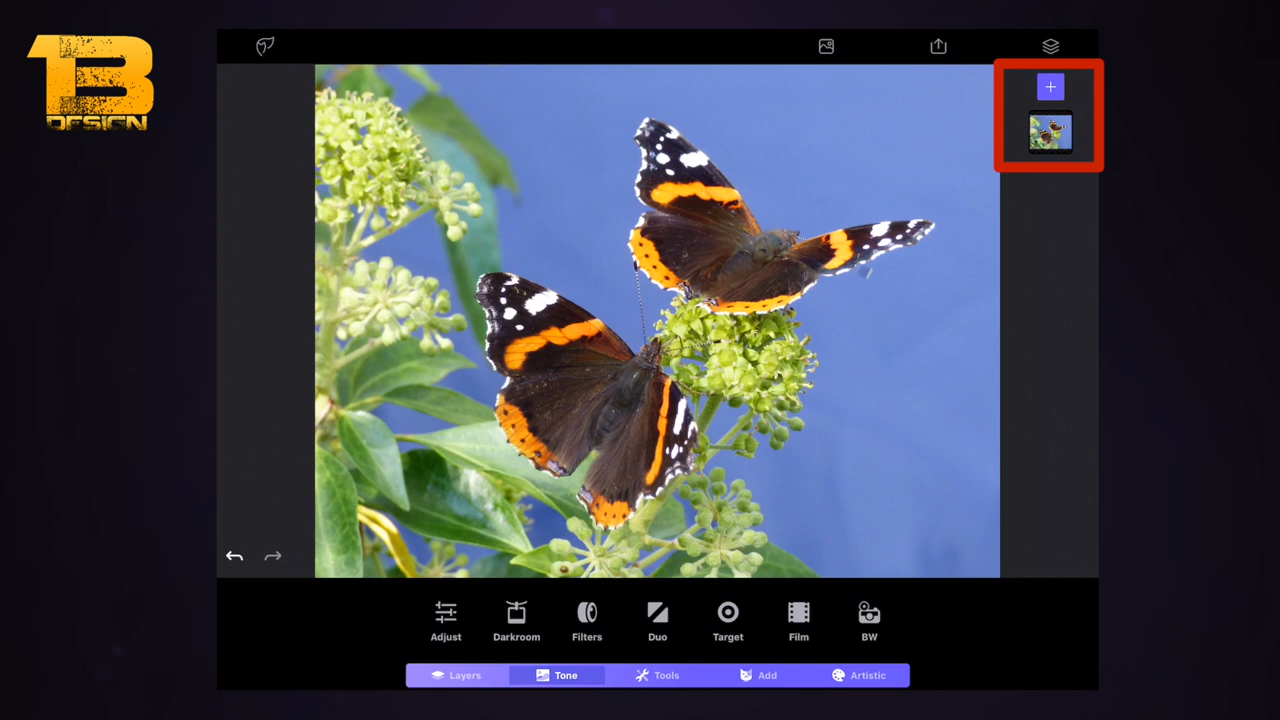 13
DESIGN
Adjust
Darkroom
Filters
Duo
Target
Film
BW
Layers
Tone
Tools
Add
Artistic